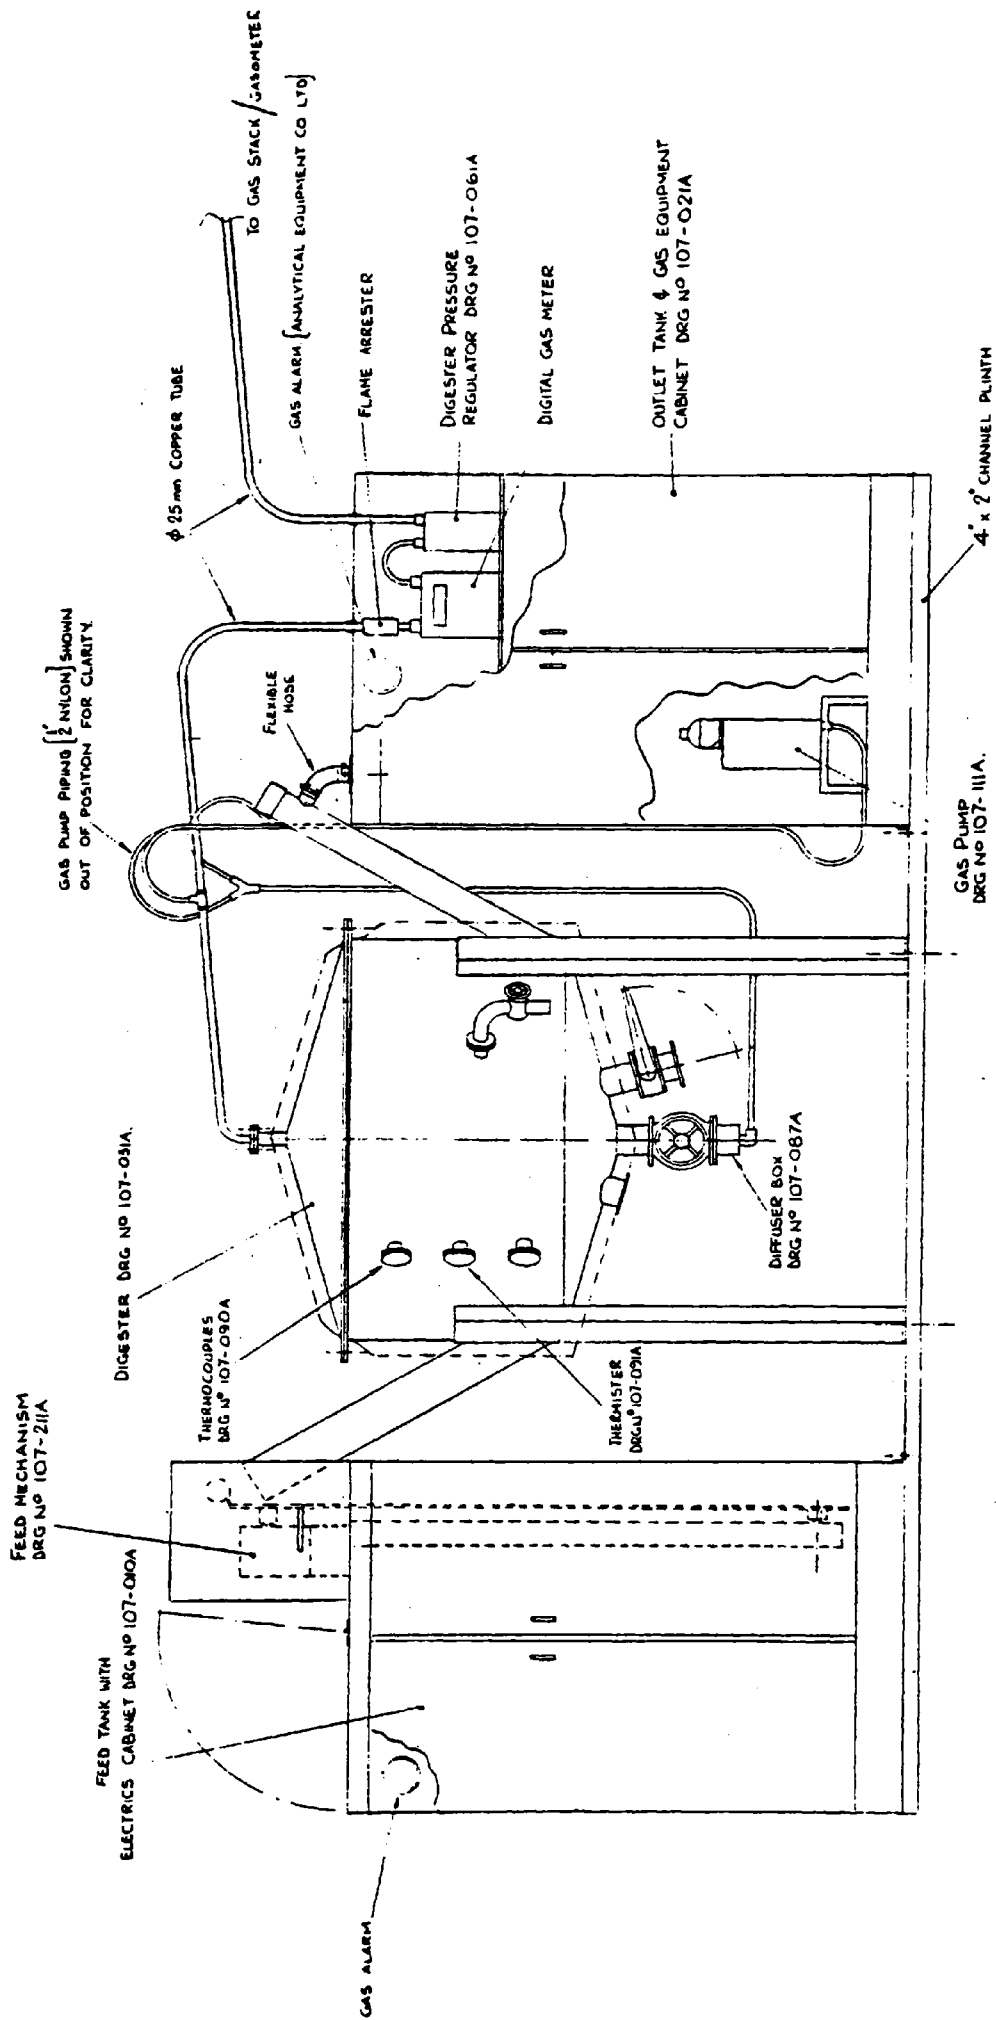 GAS ALARM
FEED TANK WITH
ELECTRICS CABINET DRG Nº 107-010A
FEED MECHANISM
DRG Nº 107-211A
DIGESTER DRG Nº 107-031A.
THERMOCOUPLES
DRG Nº 107-090A
THERMISTER
DRG Nº 107-091A
DIFFUSER BOX
DRG Nº 107-087A
GAS PUMP PIPING [½" NYLON] SHOWN
OUT OF POSITION FOR CLARITY.
FLEXIBLE
HOSE
GAS PUMP
DRG Nº 107-111A.
ϕ 25mm COPPER TUBE
TO GAS STACK/GASOMETER
GAS ALARM [ANALYTICAL EQUIPMENT CO LTD]
FLAME ARRESTER
DIGESTER PRESSURE
REGULATOR DRG Nº 107-061A
DIGITAL GAS METER
OUTLET TANK & GAS EQUIPMENT
CABINET DRG Nº 107-021A
4" x 2" CHANNEL PLINTH